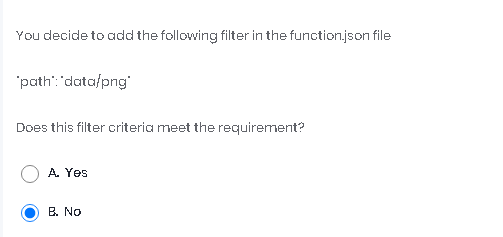 You decide to add the following filter in the function.json file
"path":"data/png"
Does this filter criteria meet the requirement?
A. Yes
B. No